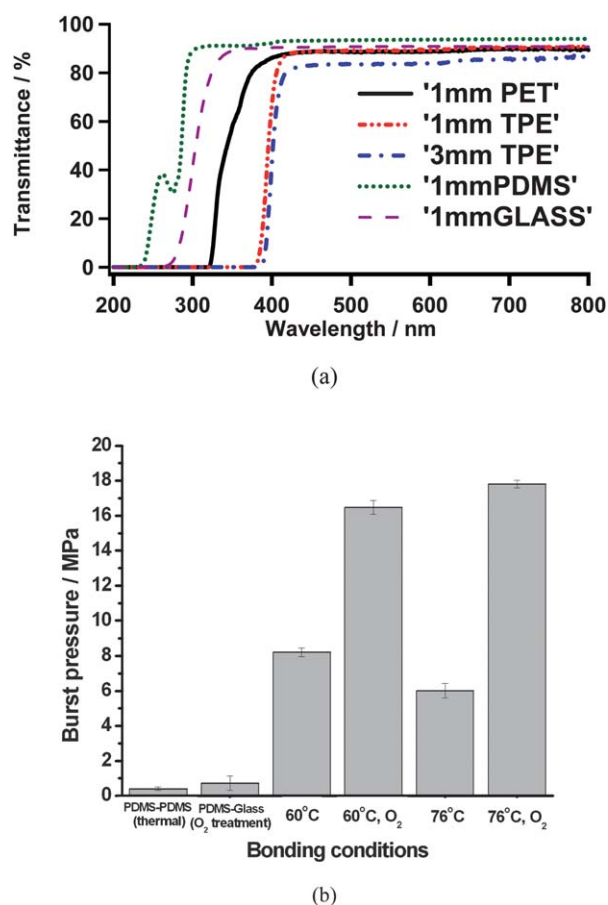 100
80
60
40
20
0
Transmittance / %
'1mm PET'
'1mm TPE'
'3mm TPE'
'1mmPDMS'
'1mmGLASS'
200 300 400 500 600 700 800
Wavelength / nm
(a)
20
18
16
14
12
10
8
6
4
2
0
Burst pressure / MPa
PDMS-PDMS PDMS-Glass 60°C 60°C, O₂ 76°C 76°C, O₂
(thermal) (O₂ treatment)
Bonding conditions
(b)